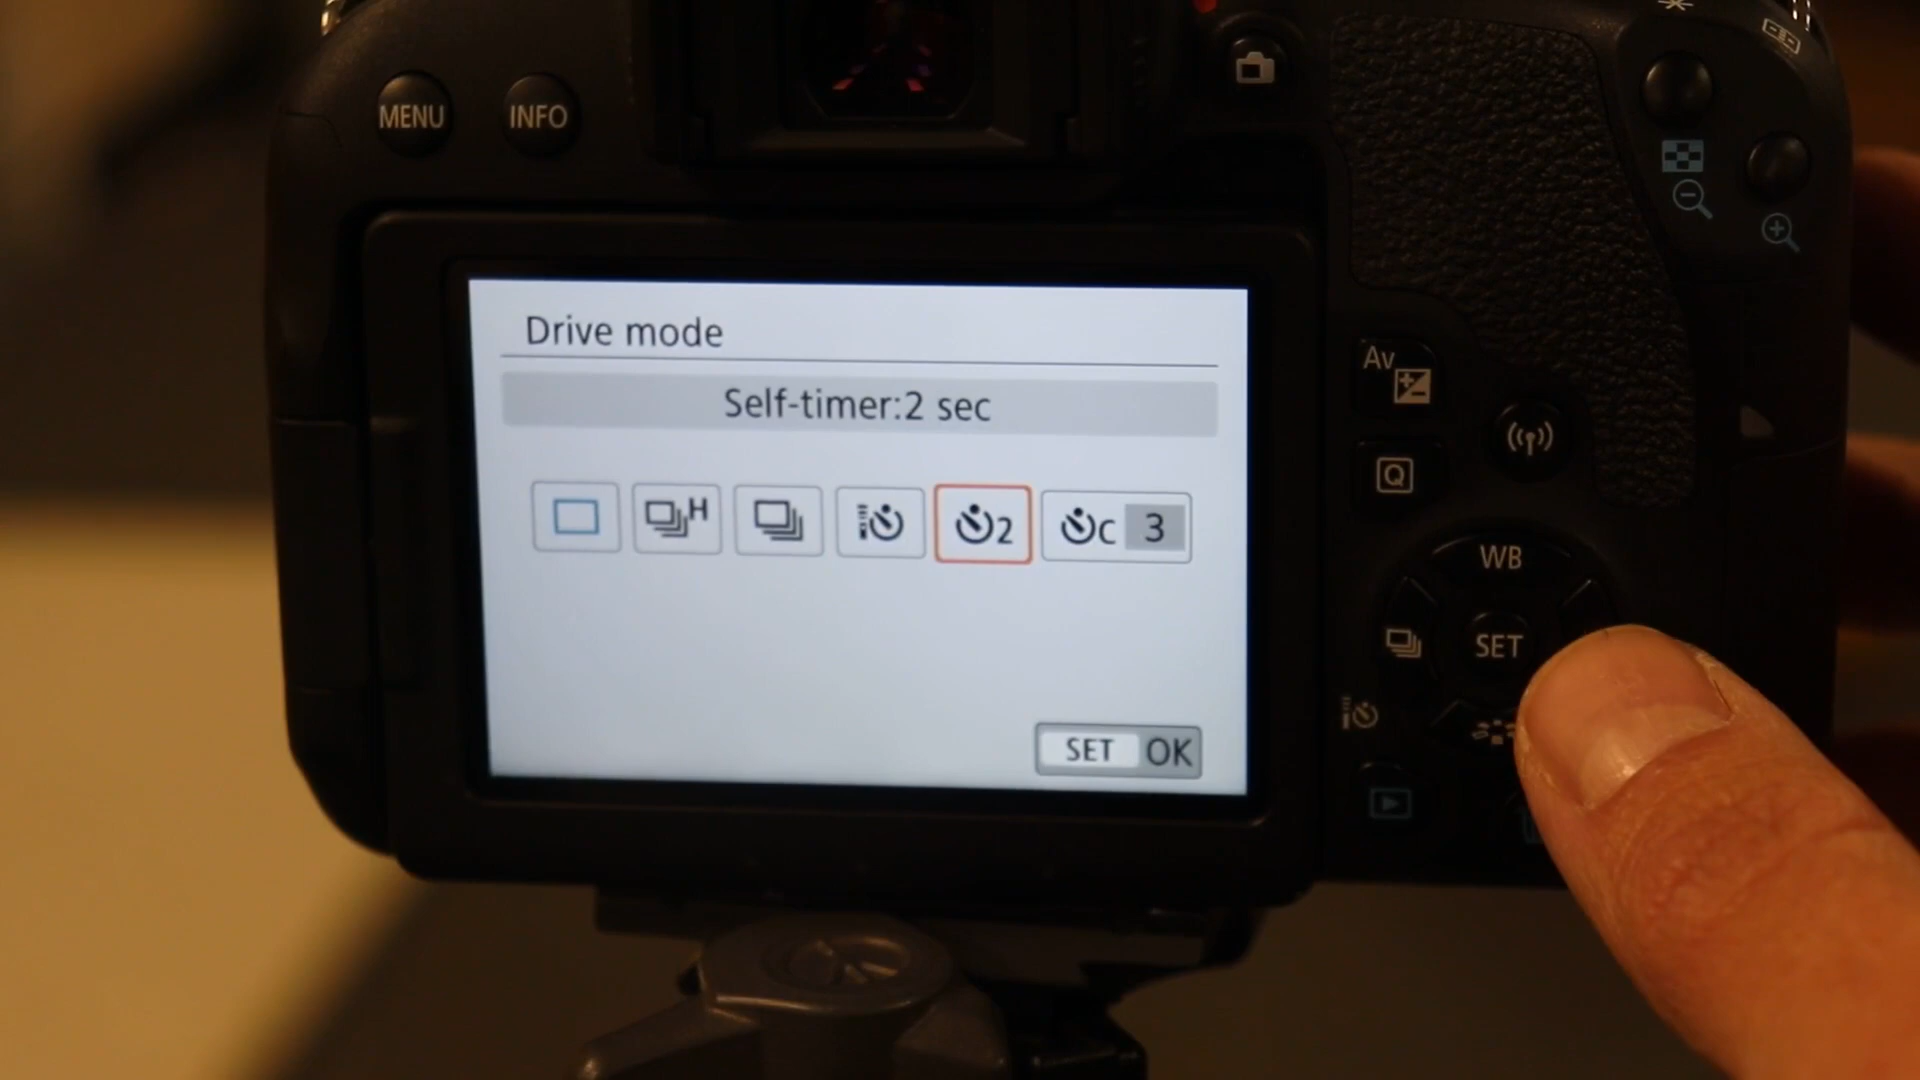 MENU INFO
Drive mode
Self-timer:2 sec
H 2 C 3
SET OK
Av
Q
WB
SET